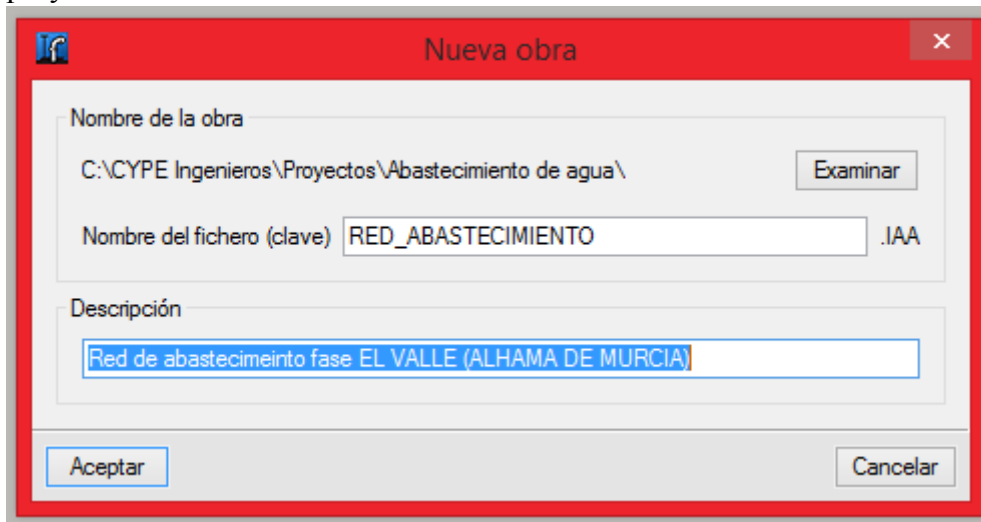 Nueva obra
Nombre de la obra
C:\CYPE Ingenieros\Proyectos\Abastecimiento de agua\ Examinar
Nombre del fichero (clave) RED_ABASTECIMIENTO .IAA
Descripción
Red de abastecimeinto fase EL VALLE (ALHAMA DE MURCIA)
Aceptar Cancelar